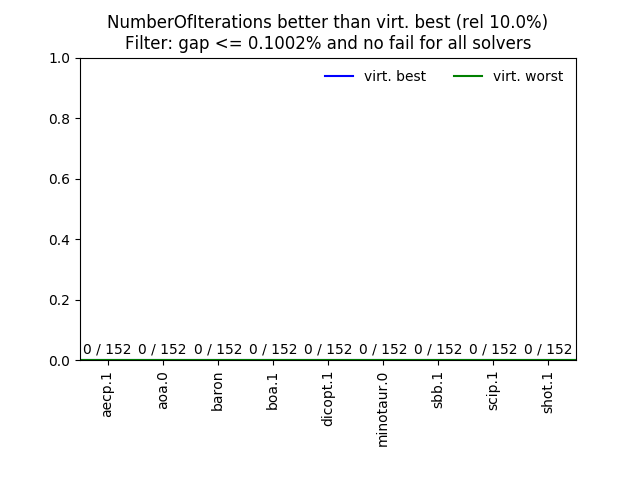 NumberOfIterations better than virt. best (rel 10.0%)
Filter: gap <= 0.1002% and no fail for all solvers
virt. best
virt. worst
1.0
0.8
0.6
0.4
0.2
0.0
0 / 152
0 / 152
0 / 152
0 / 152
0 / 152
0 / 152
0 / 152
0 / 152
0 / 152
aecp.1
aoa.0
baron
boa.1
dicopt.1
minotaur.0
sbb.1
scip.1
shot.1